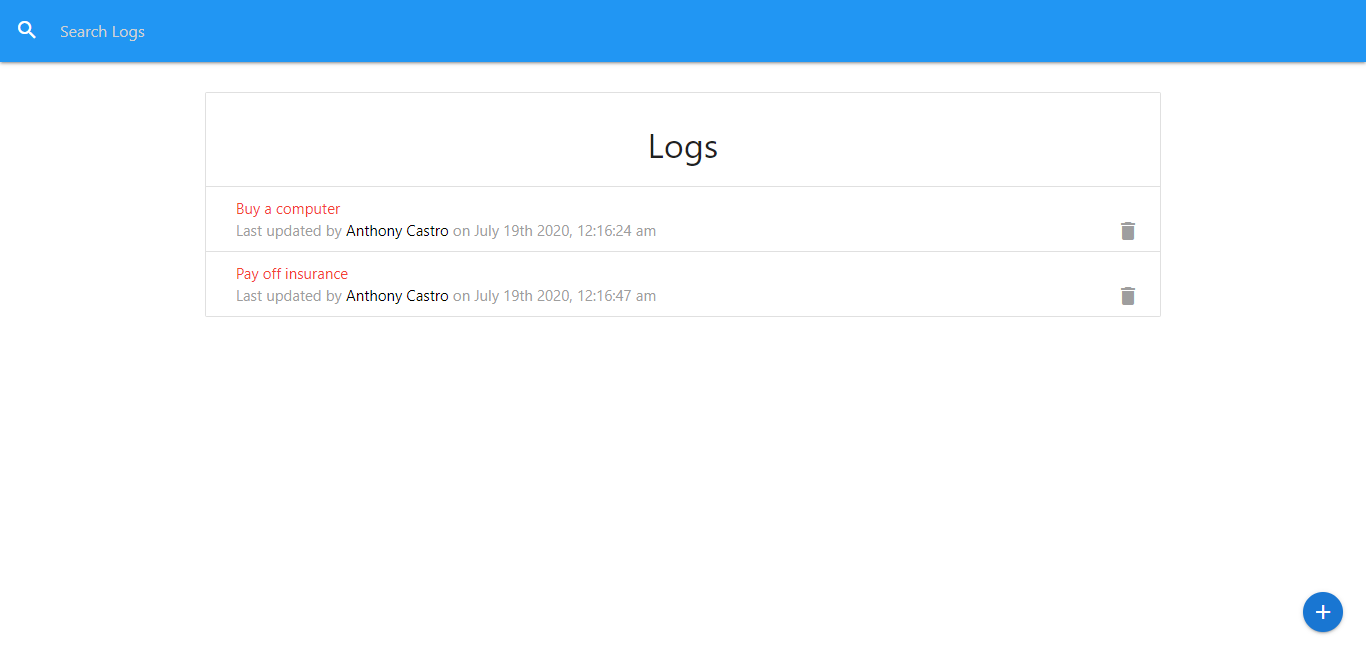 Search Logs
Logs
Buy a computer
Last updated by Anthony Castro on July 19th 2020, 12:16:24 am
Pay off insurance
Last updated by Anthony Castro on July 19th 2020, 12:16:47 am